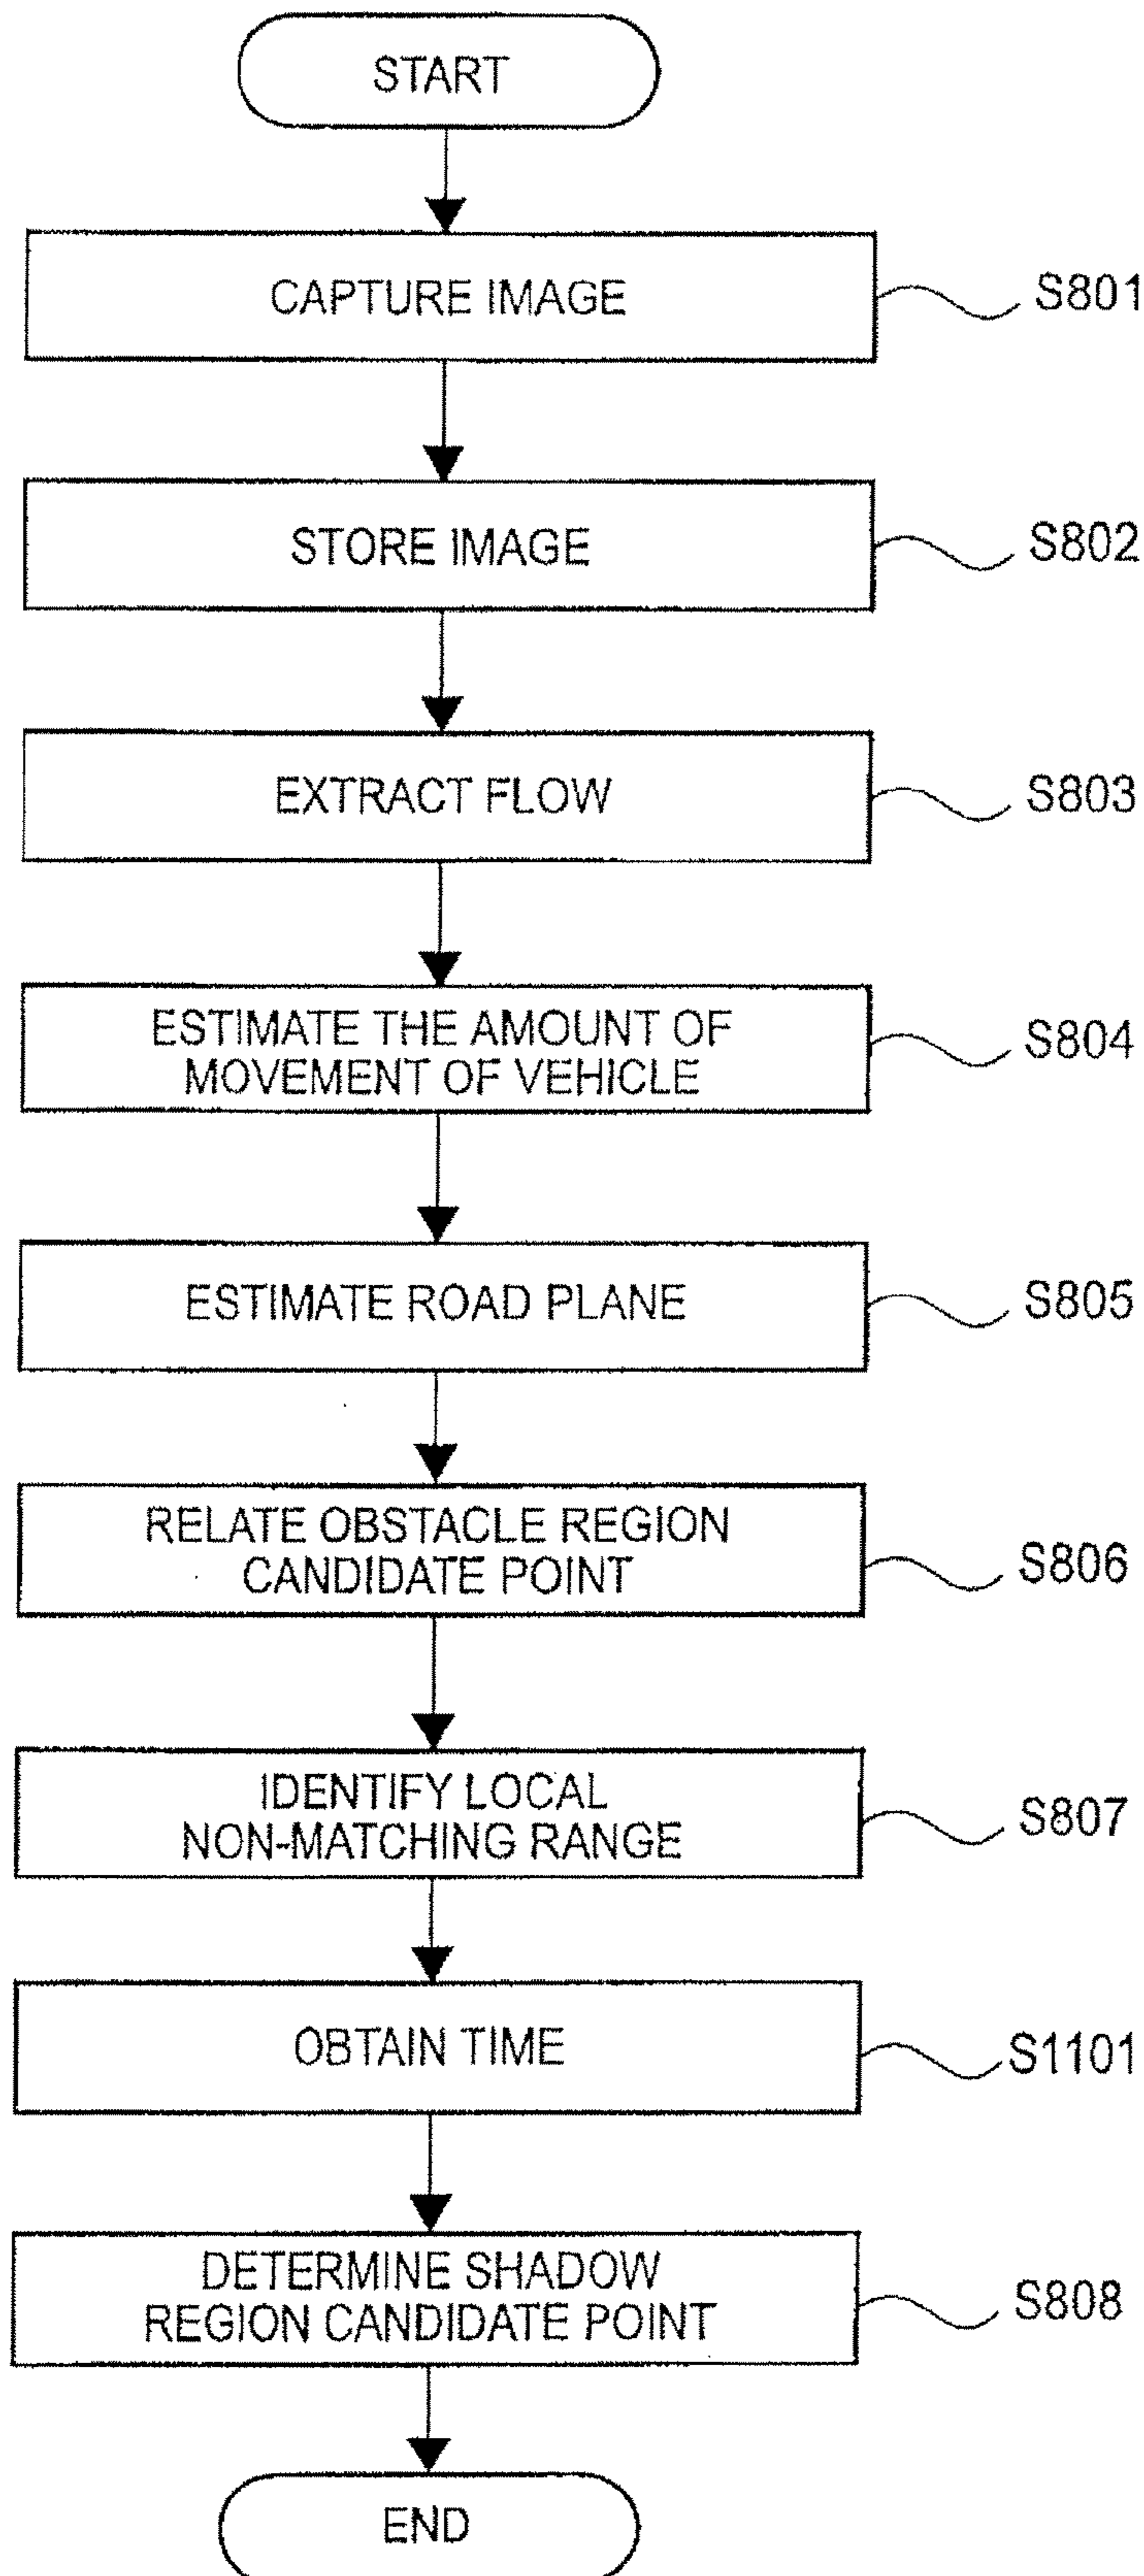 START
CAPTURE IMAGE
S801
STORE IMAGE
S802
EXTRACT FLOW
S803
ESTIMATE THE AMOUNT OF
MOVEMENT OF VEHICLE
S804
ESTIMATE ROAD PLANE
S805
RELATE OBSTACLE REGION
CANDIDATE POINT
S806
IDENTIFY LOCAL
NON-MATCHING RANGE
S807
OBTAIN TIME
S1101
DETERMINE SHADOW
REGION CANDIDATE POINT
S808
END